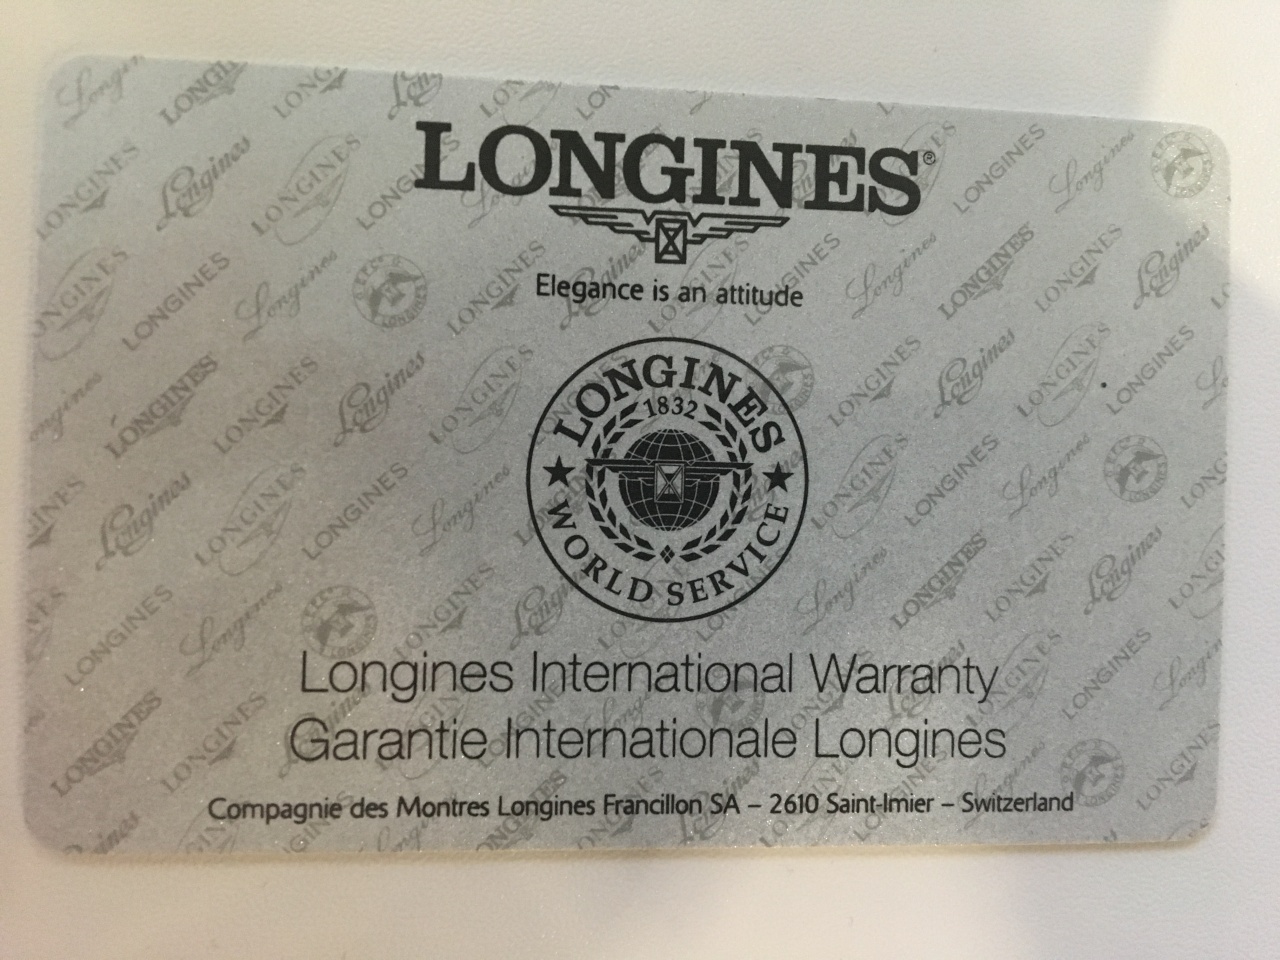 LONGINES®
Elegance is an attitude
LONGINES
1832
WORLD SERVICE
Longines International Warranty
Garantie Internationale Longines
Compagnie des Montres Longines Francillon SA – 2610 Saint-Imier – Switzerland